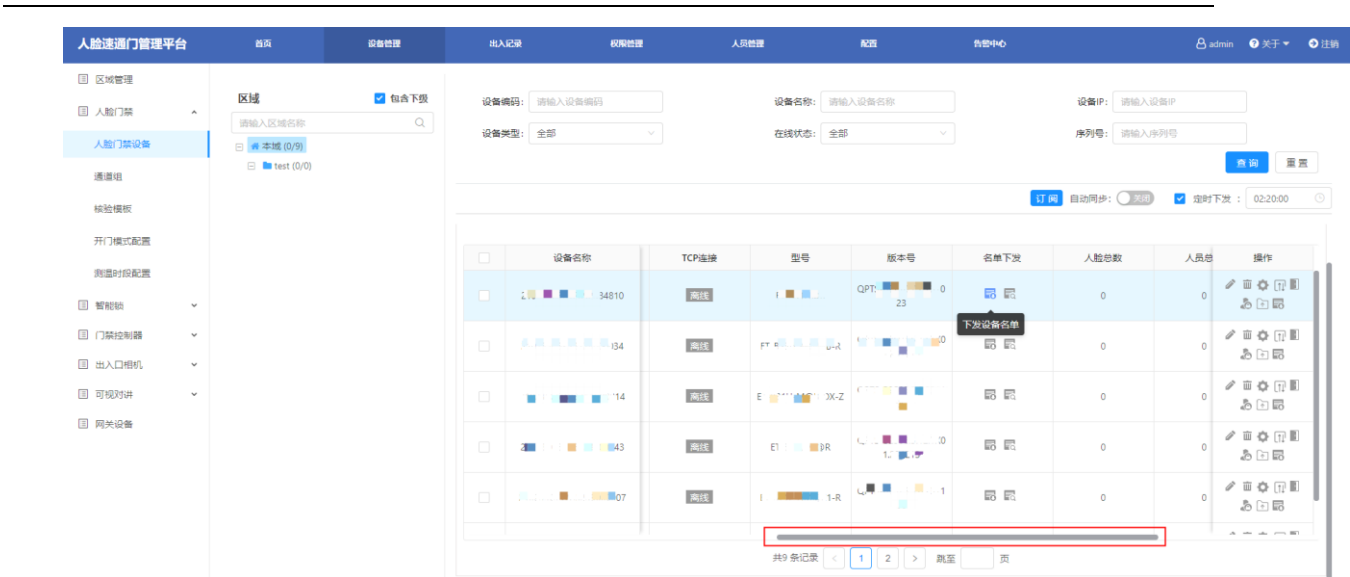 人脸速通门管理平台 首页 设备管理 出入记录 权限管理 人员管理 配置 告警中心 admin 关于 注销
区域管理
人脸门禁
人脸门禁设备
通道组
核验模板
开门模式配置
测温时段配置
智能锁
门禁控制器
出入口相机
可视对讲
网关设备
区域 包含下级
请输入区域名称
本域 (0/9)
test (0/0)
设备编码: 请输入设备编码 设备名称: 请输入设备名称 设备IP: 请输入设备IP
设备类型: 全部 在线状态: 全部 序列号: 请输入序列号
查询 重置
订阅 自动同步: 关闭 定时下发 : 02:20:00
设备名称 TCP连接 型号 版本号 名单下发 人脸总数 人员总 操作
34810 离线 QPT 0 0 0
23
下发设备名单
034 离线 -R 0 0
14 离线 E X-Z 0 0
43 离线 E R 0 0
07 离线 1-R 1 0 0
共9 条记录 < 1 2 > 跳至 页